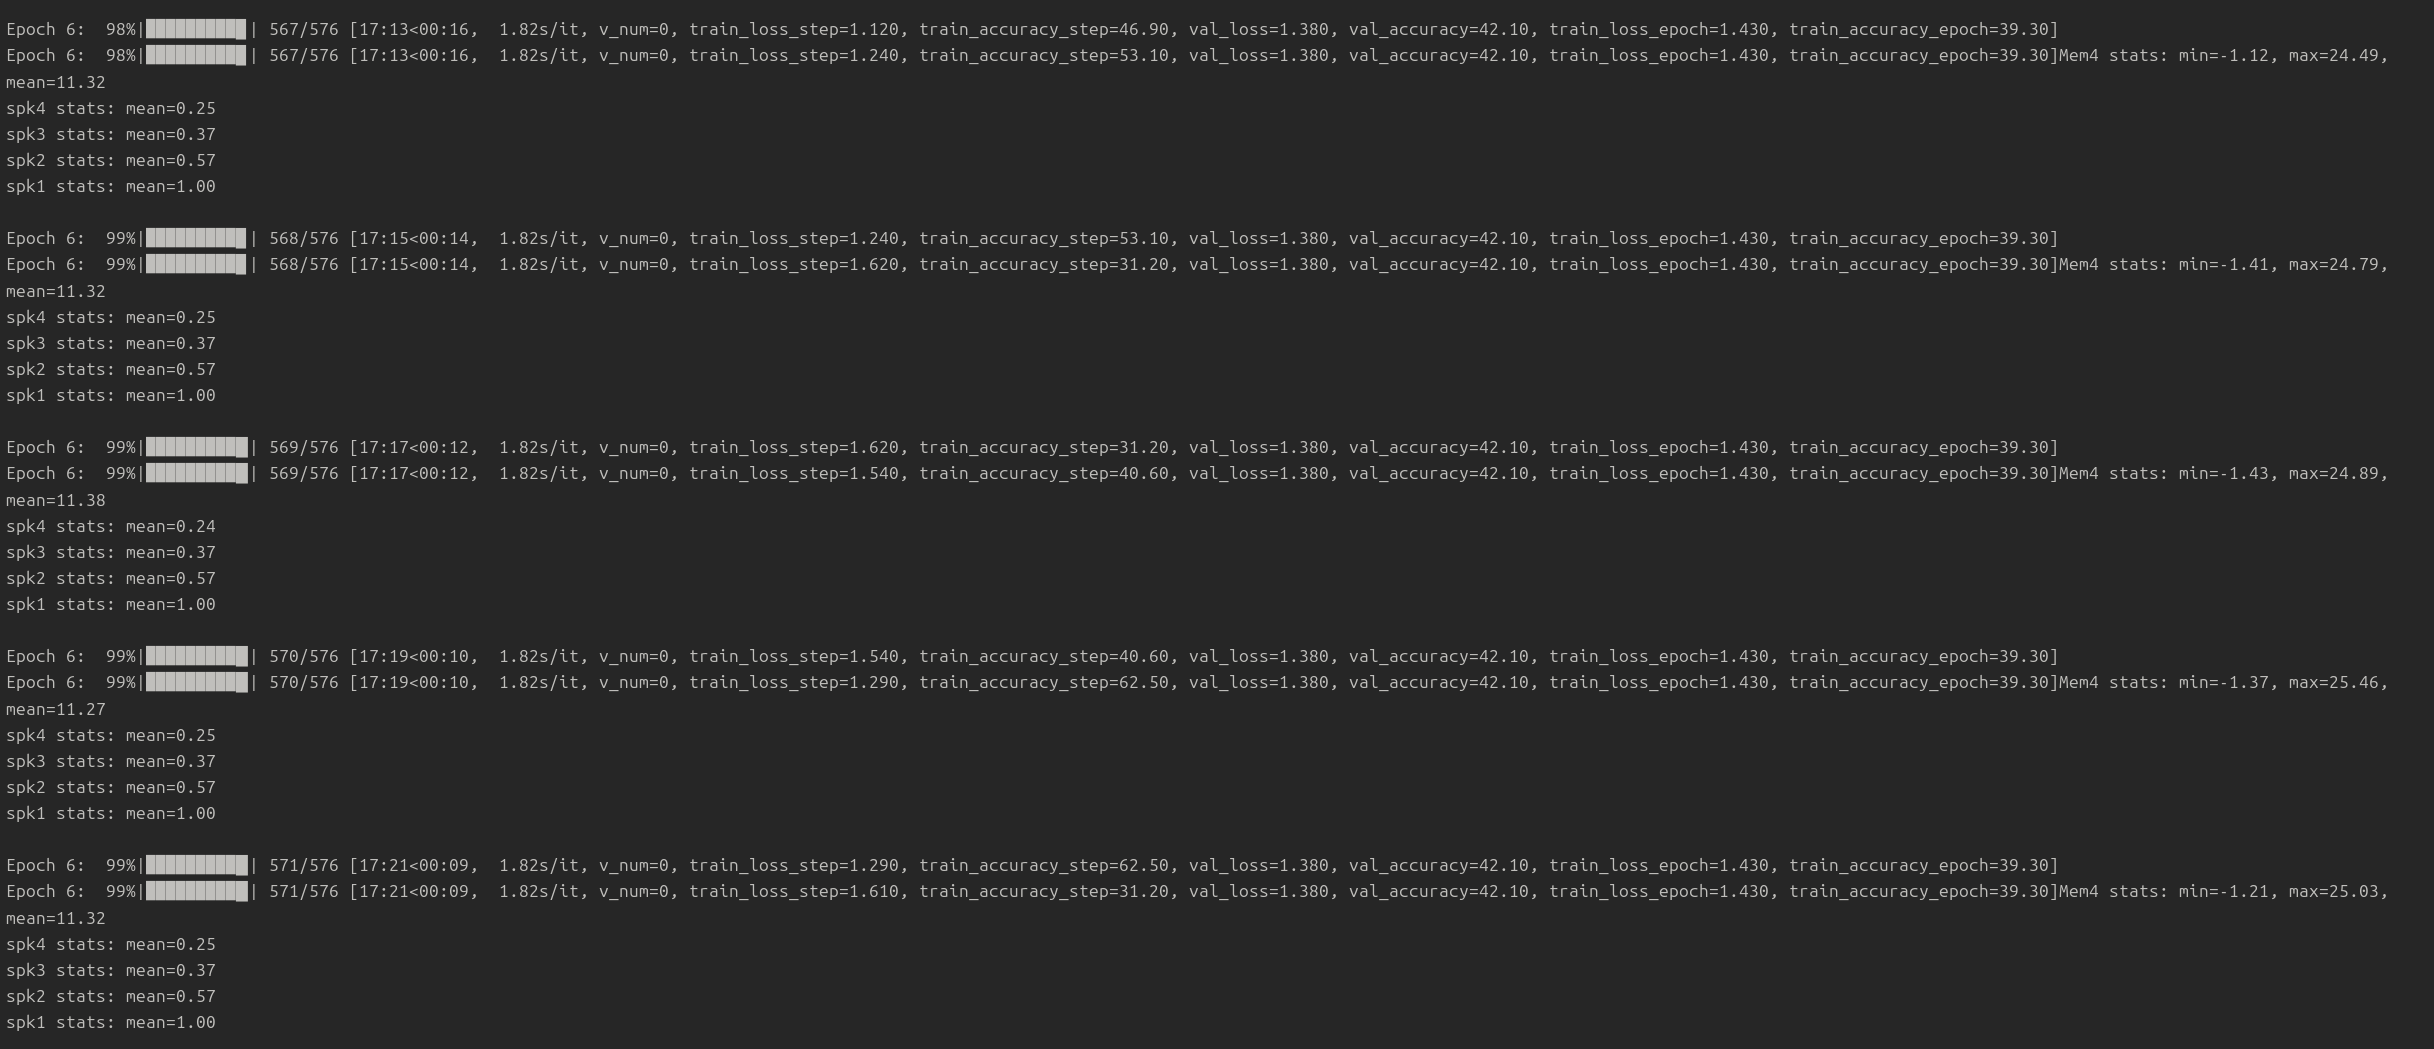 Epoch 6:  98%|█████████▊| 567/576 [17:13<00:16,  1.82s/it, v_num=0, train_loss_step=1.120, train_accuracy_step=46.90, val_loss=1.380, val_accuracy=42.10, train_loss_epoch=1.430, train_accuracy_epoch=39.30]
Epoch 6:  98%|█████████▊| 567/576 [17:13<00:16,  1.82s/it, v_num=0, train_loss_step=1.240, train_accuracy_step=53.10, val_loss=1.380, val_accuracy=42.10, train_loss_epoch=1.430, train_accuracy_epoch=39.30]Mem4 stats: min=-1.12, max=24.49,
mean=11.32
spk4 stats: mean=0.25
spk3 stats: mean=0.37
spk2 stats: mean=0.57
spk1 stats: mean=1.00
Epoch 6:  99%|█████████▊| 568/576 [17:15<00:14,  1.82s/it, v_num=0, train_loss_step=1.240, train_accuracy_step=53.10, val_loss=1.380, val_accuracy=42.10, train_loss_epoch=1.430, train_accuracy_epoch=39.30]
Epoch 6:  99%|█████████▊| 568/576 [17:15<00:14,  1.82s/it, v_num=0, train_loss_step=1.620, train_accuracy_step=31.20, val_loss=1.380, val_accuracy=42.10, train_loss_epoch=1.430, train_accuracy_epoch=39.30]Mem4 stats: min=-1.41, max=24.79,
mean=11.32
spk4 stats: mean=0.25
spk3 stats: mean=0.37
spk2 stats: mean=0.57
spk1 stats: mean=1.00
Epoch 6:  99%|█████████▉| 569/576 [17:17<00:12,  1.82s/it, v_num=0, train_loss_step=1.620, train_accuracy_step=31.20, val_loss=1.380, val_accuracy=42.10, train_loss_epoch=1.430, train_accuracy_epoch=39.30]
Epoch 6:  99%|█████████▉| 569/576 [17:17<00:12,  1.82s/it, v_num=0, train_loss_step=1.540, train_accuracy_step=40.60, val_loss=1.380, val_accuracy=42.10, train_loss_epoch=1.430, train_accuracy_epoch=39.30]Mem4 stats: min=-1.43, max=24.89,
mean=11.38
spk4 stats: mean=0.24
spk3 stats: mean=0.37
spk2 stats: mean=0.57
spk1 stats: mean=1.00
Epoch 6:  99%|█████████▉| 570/576 [17:19<00:10,  1.82s/it, v_num=0, train_loss_step=1.540, train_accuracy_step=40.60, val_loss=1.380, val_accuracy=42.10, train_loss_epoch=1.430, train_accuracy_epoch=39.30]
Epoch 6:  99%|█████████▉| 570/576 [17:19<00:10,  1.82s/it, v_num=0, train_loss_step=1.290, train_accuracy_step=62.50, val_loss=1.380, val_accuracy=42.10, train_loss_epoch=1.430, train_accuracy_epoch=39.30]Mem4 stats: min=-1.37, max=25.46,
mean=11.27
spk4 stats: mean=0.25
spk3 stats: mean=0.37
spk2 stats: mean=0.57
spk1 stats: mean=1.00
Epoch 6:  99%|█████████▉| 571/576 [17:21<00:09,  1.82s/it, v_num=0, train_loss_step=1.290, train_accuracy_step=62.50, val_loss=1.380, val_accuracy=42.10, train_loss_epoch=1.430, train_accuracy_epoch=39.30]
Epoch 6:  99%|█████████▉| 571/576 [17:21<00:09,  1.82s/it, v_num=0, train_loss_step=1.610, train_accuracy_step=31.20, val_loss=1.380, val_accuracy=42.10, train_loss_epoch=1.430, train_accuracy_epoch=39.30]Mem4 stats: min=-1.21, max=25.03,
mean=11.32
spk4 stats: mean=0.25
spk3 stats: mean=0.37
spk2 stats: mean=0.57
spk1 stats: mean=1.00